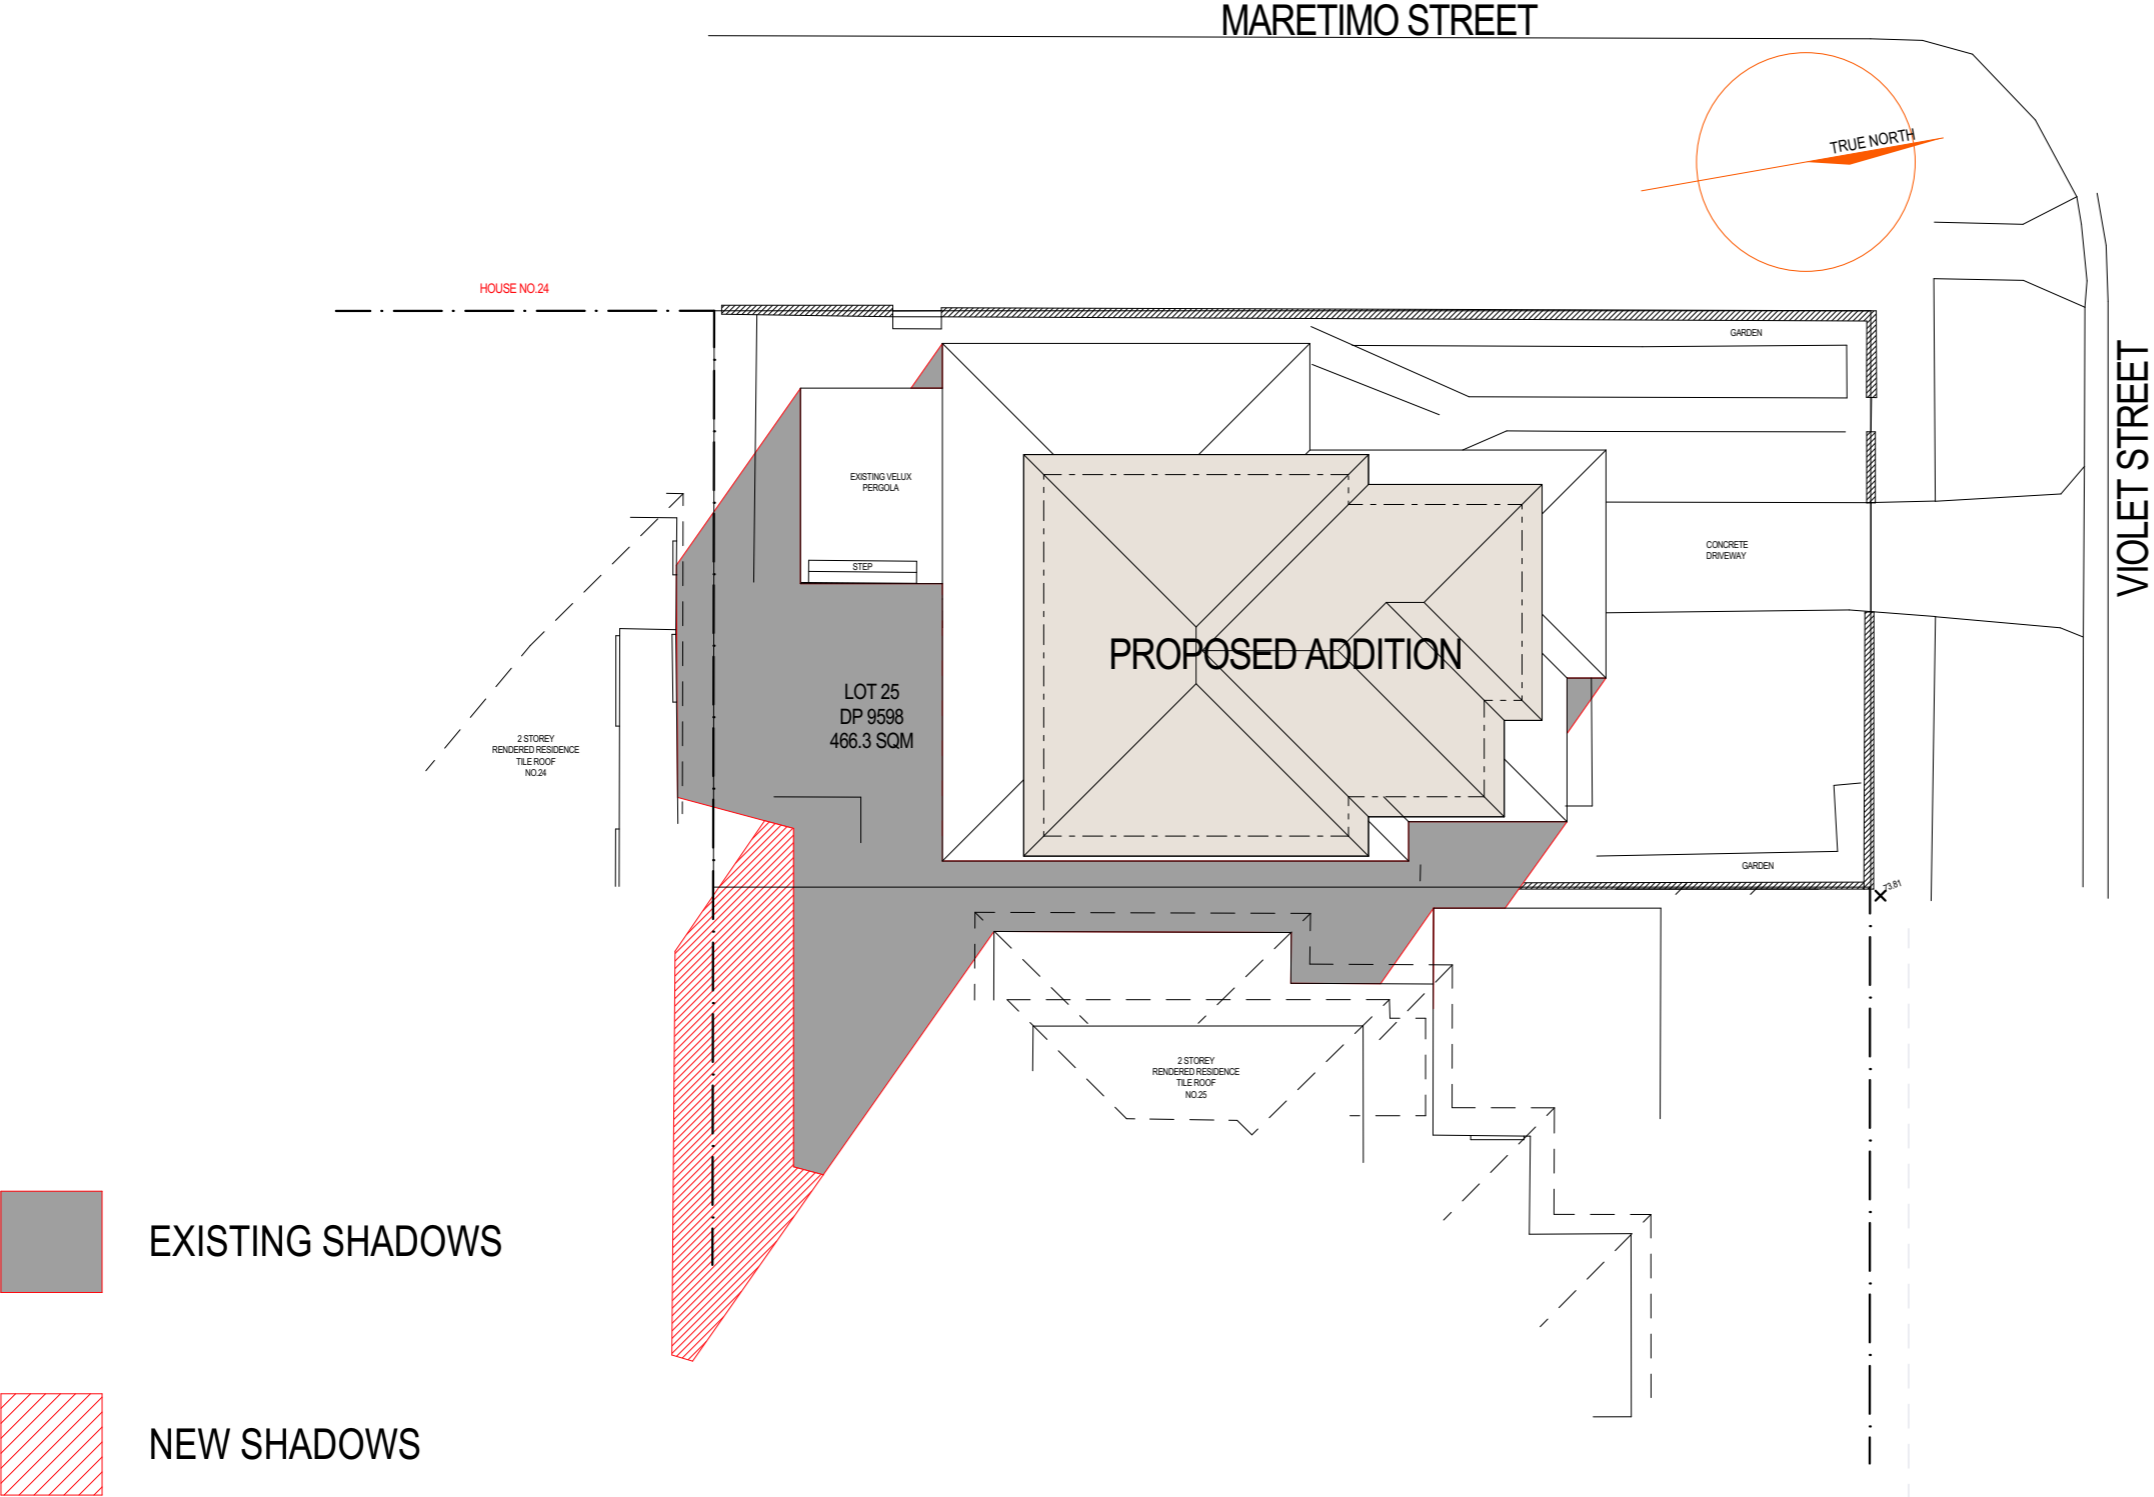 MARETIMO STREET
TRUE NORTH
HOUSE NO.24
GARDEN
VIOLET STREET
EXISTING VELUX
PERGOLA
STEP
CONCRETE
DRIVEWAY
PROPOSED ADDITION
LOT 25
DP 9598
466.3 SQM
2 STOREY
RENDERED RESIDENCE
TILE ROOF
NO.24
GARDEN
73.81
2 STOREY
RENDERED RESIDENCE
TILE ROOF
NO.25
EXISTING SHADOWS
NEW SHADOWS